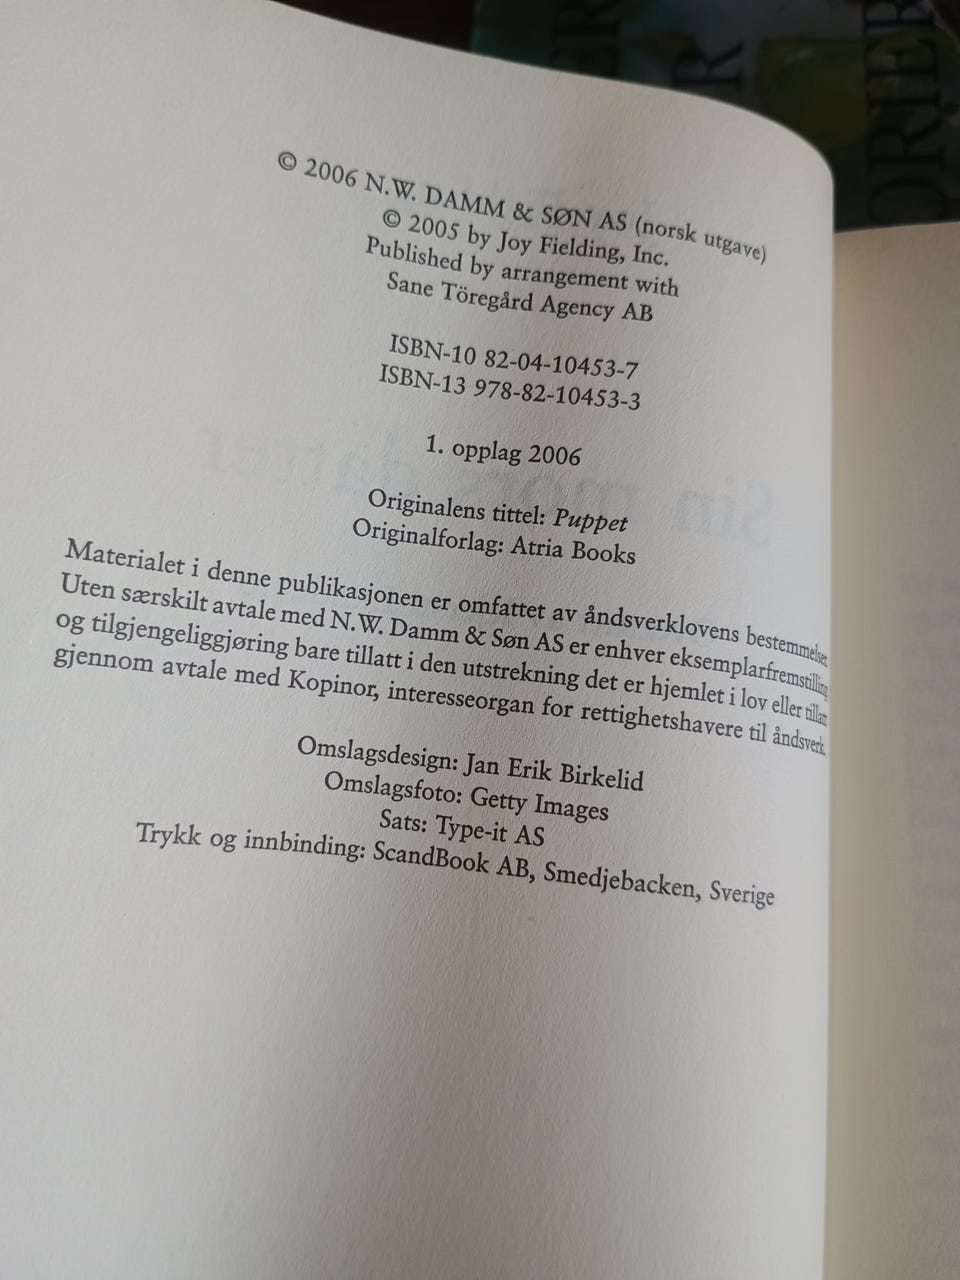 © 2006 N.W. DAMM & SØN AS (norsk utgave)
© 2005 by Joy Fielding, Inc.
Published by arrangement with
Sane Töregård Agency AB
ISBN-10 82-04-10453-7
ISBN-13 978-82-10453-3
1. opplag 2006
Originalens tittel: Puppet
Originalforlag: Atria Books
Materialet i denne publikasjonen er omfattet av åndsverklovens bestemmelser
Uten særskilt avtale med N.W. Damm & Søn AS er enhver eksemplarfremstilling
og tilgjengeliggjøring bare tillatt i den utstrekning det er hjemlet i lov eller
gjennom avtale med Kopinor, interesseorgan for rettighetshavere til åndsverk.
Omslagsdesign: Jan Erik Birkelid
Omslagsfoto: Getty Images
Sats: Type-it AS
Trykk og innbinding: ScandBook AB, Smedjebacken, Sverige